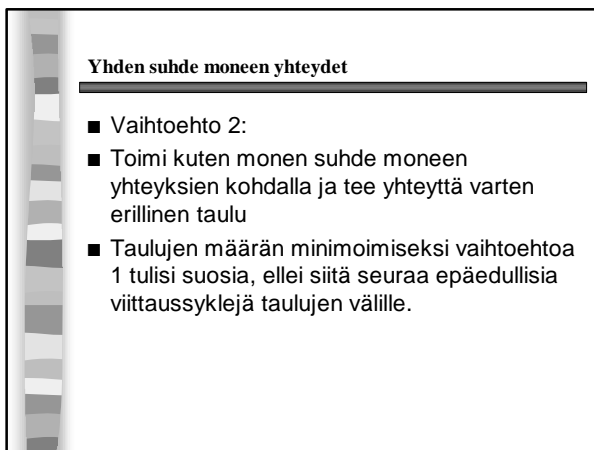 Yhden suhde moneen yhteydet
■ Vaihtoehto 2:
■ Toimi kuten monen suhde moneen
yhteyksien kohdalla ja tee yhteyttä varten
erillinen taulu
■ Taulujen määrän minimoimiseksi vaihtoehtoa
1 tulisi suosia, ellei siitä seuraa epäedullisia
viittaussyklejä taulujen välille.